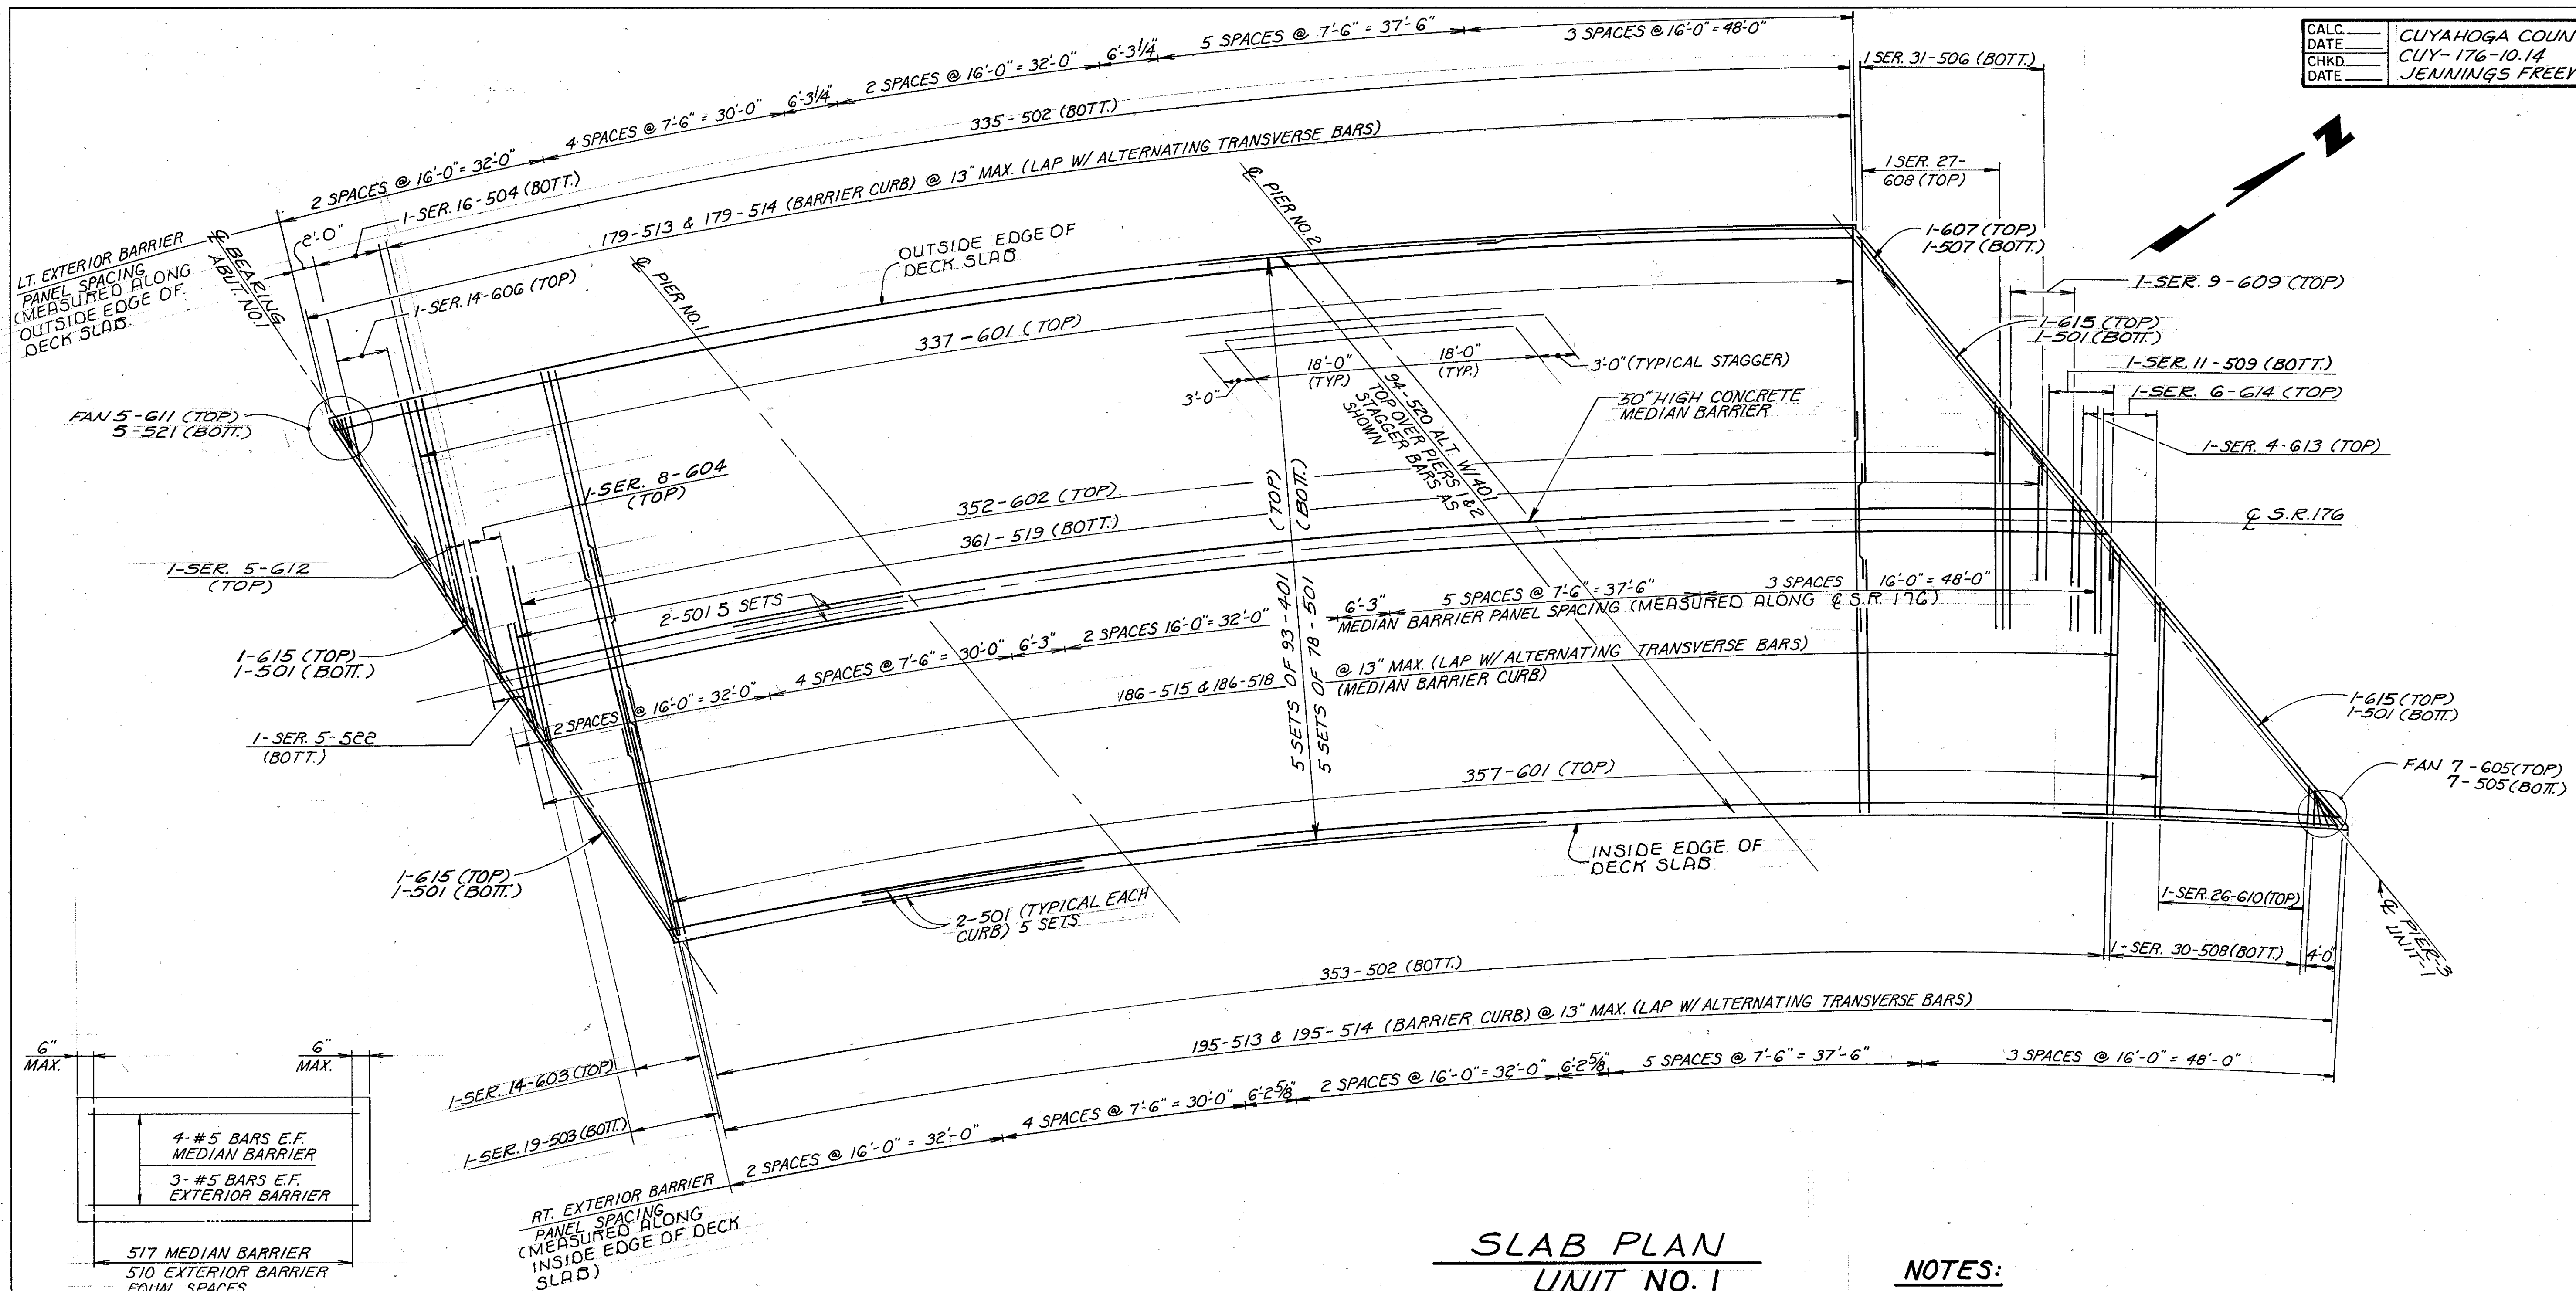 CALC.
DATE
CHKD.
DATE
CUYAHOGA COUN
CUY-176-10.14
JENNINGS FREEW
2 SPACES @ 16'-0" = 32'-0"
4 SPACES @ 7'-6" = 30'-0"
6'-3 1/4"
2 SPACES @ 16'-0" = 32'-0"
6'-3 1/4"
5 SPACES @ 7'-6" = 37'-6"
3 SPACES @ 16'-0" = 48'-0"
1 SER. 31-506 (BOTT.)
2'-0"
1-SER. 16-504 (BOTT.)
335-502 (BOTT.)
179-513 & 179-514 (BARRIER CURB) @ 13" MAX. (LAP W/ ALTERNATING TRANSVERSE BARS)
1 SER. 27-
608 (TOP)
N
LT. EXTERIOR BARRIER
PANEL SPACING
(MEASURED ALONG
OUTSIDE EDGE OF
DECK SLAB.
℄ BEARING
ABUT. NO.1
1-SER. 14-606 (TOP)
℄ PIER NO.1
OUTSIDE EDGE OF
DECK SLAB
℄ PIER NO.2
1-607 (TOP)
1-507 (BOTT.)
1-SER. 9-609 (TOP)
337-601 (TOP)
18'-0"
(TYP.)
18'-0"
(TYP.)
3'-0" (TYPICAL STAGGER)
3'-0"
1-615 (TOP)
1-501 (BOTT.)
1-SER. 11-509 (BOTT.)
1-SER. 6-614 (TOP)
1-SER. 4-613 (TOP)
FAN 5-611 (TOP)
5-521 (BOTT.)
94-520 ALT. W/401
TOP OVER PIERS 1&2
STAGGER BARS AS
SHOWN
50" HIGH CONCRETE
MEDIAN BARRIER
1-SER. 8-604
(TOP)
352-602 (TOP)
361-519 (BOTT.)
(TOP)
(BOTT.)
5 SETS OF 93-401
5 SETS OF 78-501
℄ S.R.176
1-SER. 5-612
(TOP)
2-501 5 SETS
1-615 (TOP)
1-501 (BOTT.)
2 SPACES @ 16'-0" = 32'-0"
4 SPACES @ 7'-6" = 30'-0"
6'-3"
2 SPACES 16'-0" = 32'-0"
6'-3"
5 SPACES @ 7'-6" = 37'-6"
3 SPACES 16'-0" = 48'-0"
MEDIAN BARRIER PANEL SPACING (MEASURED ALONG ℄ S.R. 176)
186-515 & 186-518 @ 13" MAX. (LAP W/ ALTERNATING TRANSVERSE BARS)
(MEDIAN BARRIER CURB)
1-SER. 5-522
(BOTT.)
1-615 (TOP)
1-501 (BOTT.)
357-601 (TOP)
FAN 7-605 (TOP)
7-505 (BOTT.)
1-615 (TOP)
1-501 (BOTT.)
INSIDE EDGE OF
DECK SLAB
2-501 (TYPICAL EACH
CURB) 5 SETS
1-SER. 26-610 (TOP)
℄ PIER-3
UNIT-1
353-502 (BOTT.)
1-SER. 30-508 (BOTT.)
4'-0"
195-513 & 195-514 (BARRIER CURB) @ 13" MAX. (LAP W/ ALTERNATING TRANSVERSE BARS)
1-SER. 14-603 (TOP)
1-SER. 19-503 (BOTT.)
2 SPACES @ 16'-0" = 32'-0"
4 SPACES @ 7'-6" = 30'-0"
6'-2 5/8"
2 SPACES @ 16'-0" = 32'-0"
6'-2 5/8"
5 SPACES @ 7'-6" = 37'-6"
3 SPACES @ 16'-0" = 48'-0"
RT. EXTERIOR BARRIER
PANEL SPACING
(MEASURED ALONG
INSIDE EDGE OF DECK
SLAB)
6"
MAX.
6"
MAX.
4-#5 BARS E.F.
MEDIAN BARRIER
3-#5 BARS E.F.
EXTERIOR BARRIER
517 MEDIAN BARRIER
510 EXTERIOR BARRIER
EQUAL SPACES
SLAB PLAN
UNIT NO. 1
NOTES: